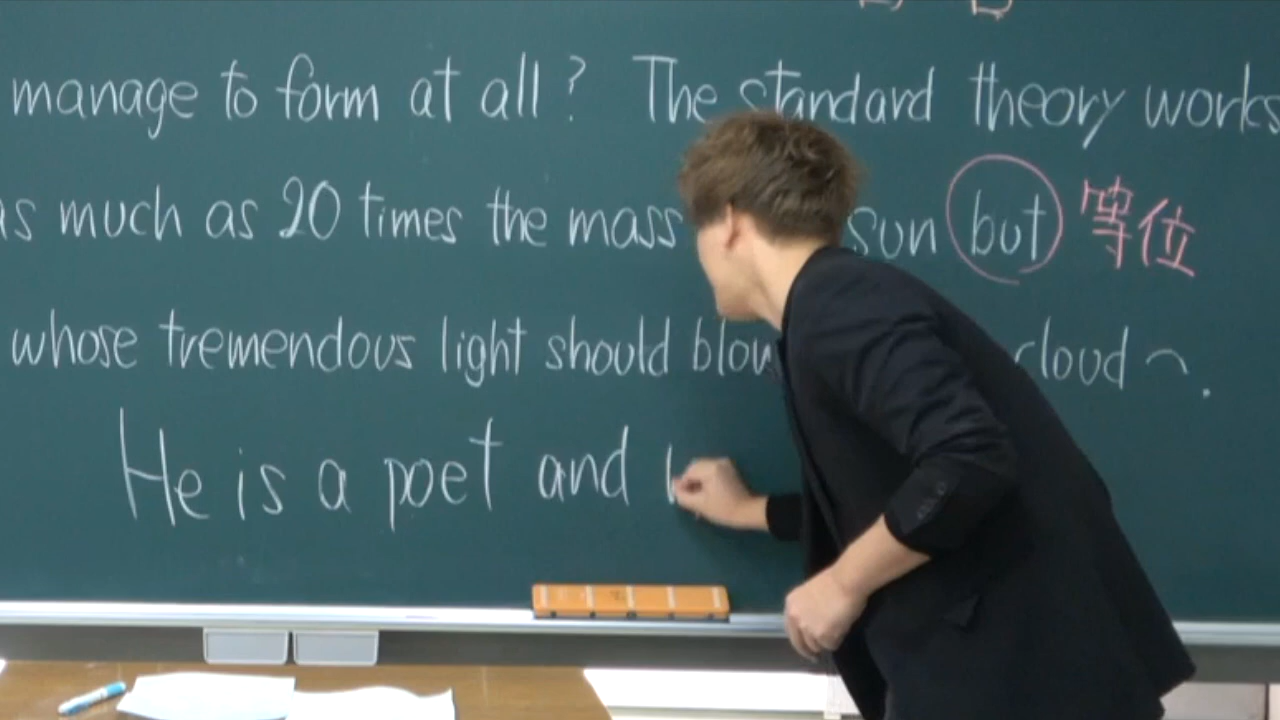 manage to form at all? The standard theory works
as much as 20 times the mass sun but 等位
whose tremendous light should blow cloud ~.
He is a poet and